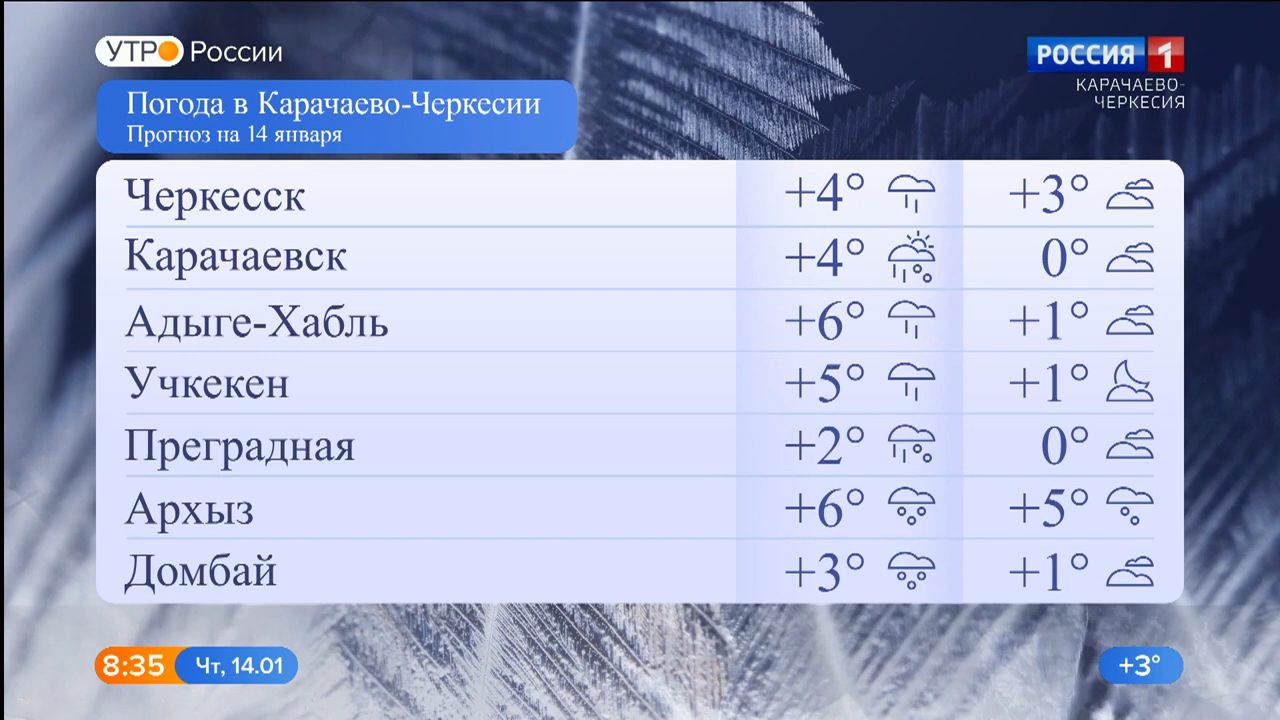 УТРО России
РОССИЯ 1
КАРАЧАЕВО-
ЧЕРКЕСИЯ
Погода в Карачаево-Черкесии
Прогноз на 14 января
Черкесск +4° +3°
Карачаевск +4° 0°
Адыге-Хабль +6° +1°
Учкекен +5° +1°
Преградная +2° 0°
Архыз +6° +5°
Домбай +3° +1°
8:35 Чт, 14.01 +3°